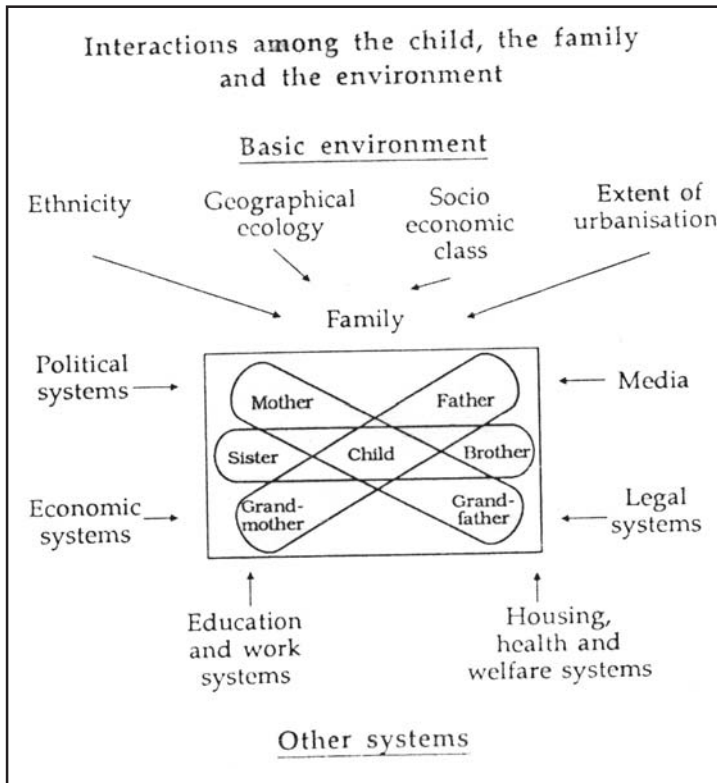 Interactions among the child, the family
and the environment
Basic environment
Ethnicity
Geographical
ecology
Socio
economic
class
Extent of
urbanisation
Family
Political
systems
Media
Mother
Father
Sister
Child
Brother
Grand-
mother
Grand-
father
Economic
systems
Legal
systems
Education
and work
systems
Housing,
health and
welfare systems
Other systems